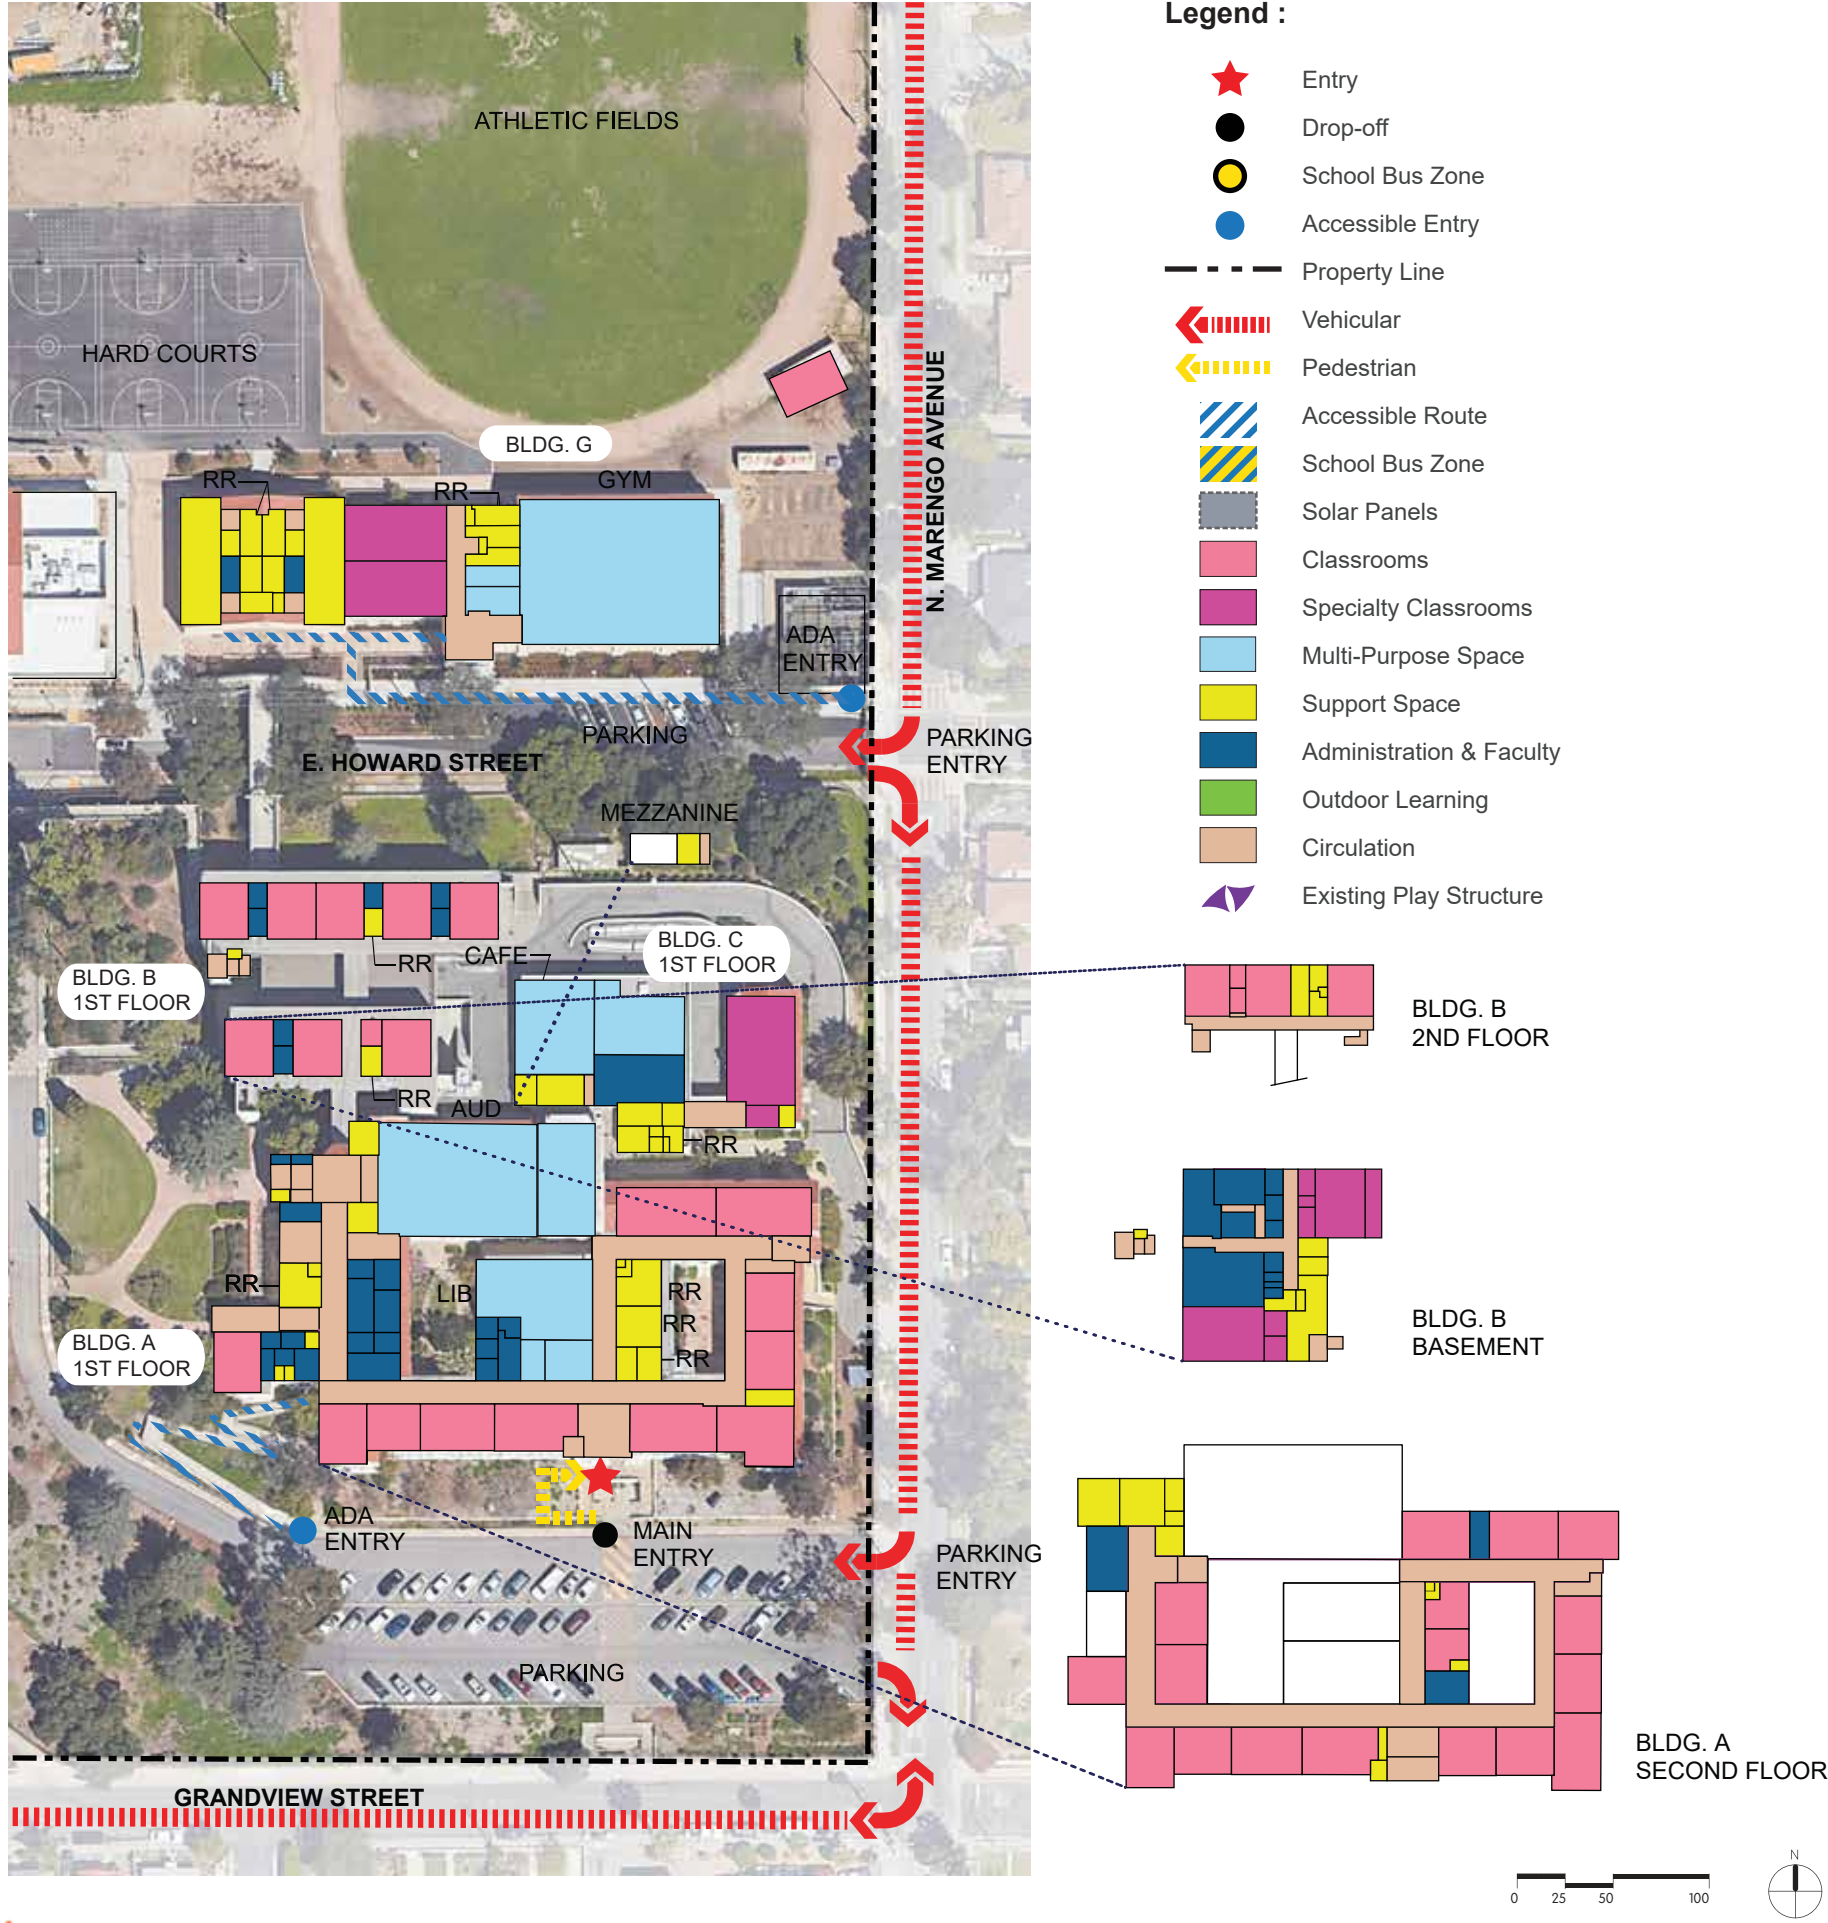 Legend :
Entry
Drop-off
School Bus Zone
Accessible Entry
Property Line
Vehicular
Pedestrian
Accessible Route
School Bus Zone
Solar Panels
Classrooms
Specialty Classrooms
Multi-Purpose Space
Support Space
Administration & Faculty
Outdoor Learning
Circulation
Existing Play Structure
ATHLETIC FIELDS
HARD COURTS
N. MARENGO AVENUE
BLDG. G
RR
RR
GYM
ADA
ENTRY
PARKING
PARKING
ENTRY
E. HOWARD STREET
MEZZANINE
BLDG. C
1ST FLOOR
CAFE
RR
BLDG. B
1ST FLOOR
RR
AUD
RR
BLDG. B
2ND FLOOR
RR
LIB
RR
RR
RR
BLDG. A
1ST FLOOR
BLDG. B
BASEMENT
ADA
ENTRY
MAIN
ENTRY
PARKING
ENTRY
PARKING
GRANDVIEW STREET
BLDG. A
SECOND FLOOR
N
0 25 50 100